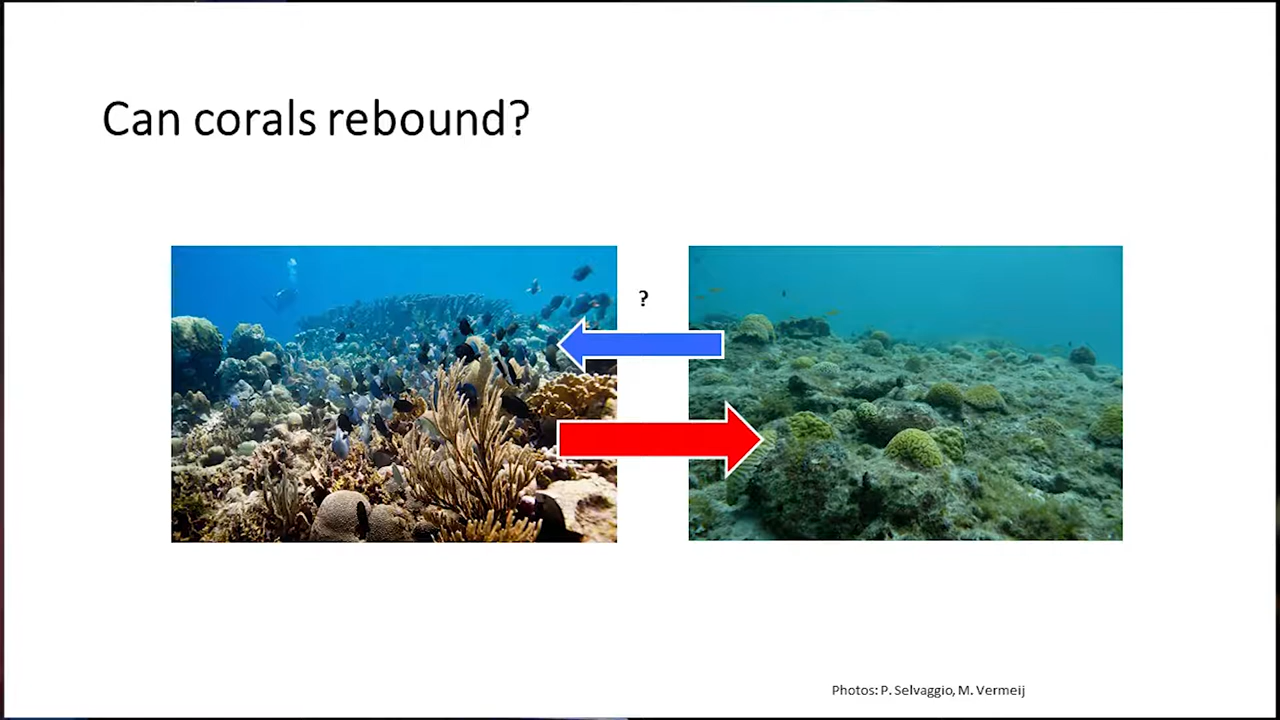 Can corals rebound?
?
Photos: P. Selvaggio, M. Vermeij